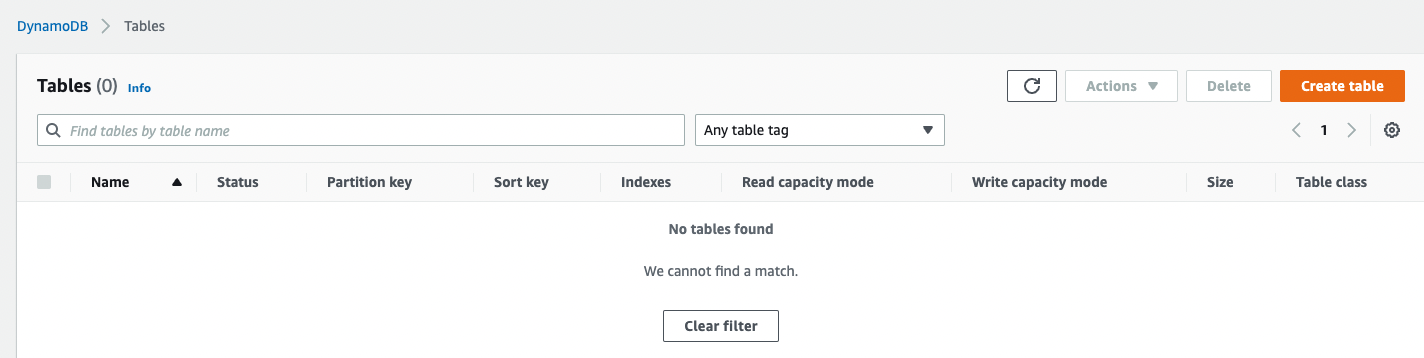 DynamoDB > Tables
Tables (0) Info
Actions Delete Create table
Find tables by table name Any table tag 1
Name Status Partition key Sort key Indexes Read capacity mode Write capacity mode Size Table class
No tables found
We cannot find a match.
Clear filter